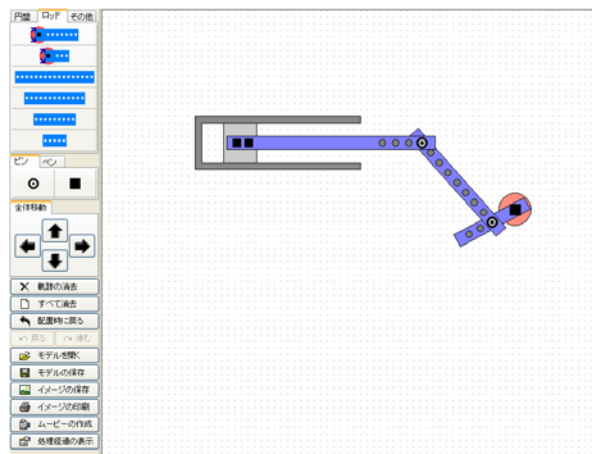 円盤 ロッド その他
ピン ペン
全体移動
軌跡の消去
すべて消去
配置時に戻る
戻る 進む
モデルを開く
モデルの保存
イメージの保存
イメージの印刷
ムービーの作成
処理経過の表示